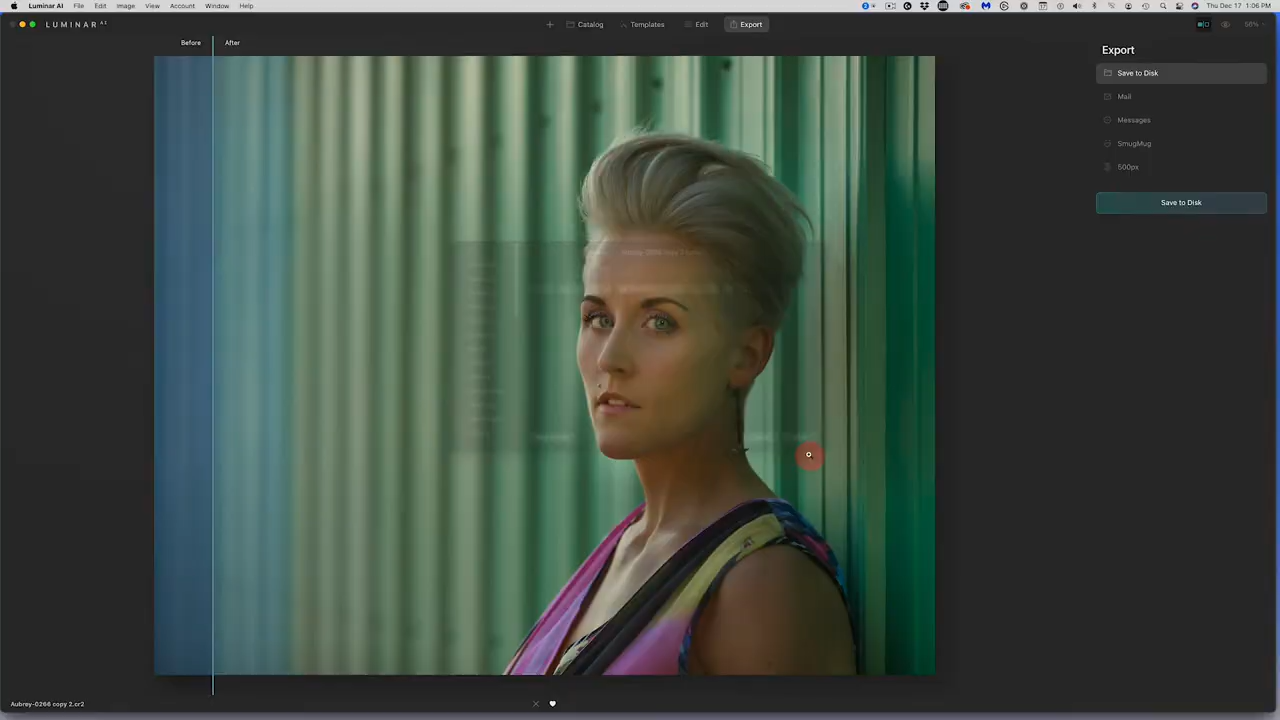 Luminar AI File Edit Image View Account Window Help Thu Dec 17 1:06 PM
LUMINAR AI Catalog Templates Edit Export 56%
Before After
Export
Save to Disk
Mail
Messages
SmugMug
500px
Save to Disk
Aubrey-0266 copy 2.cr2